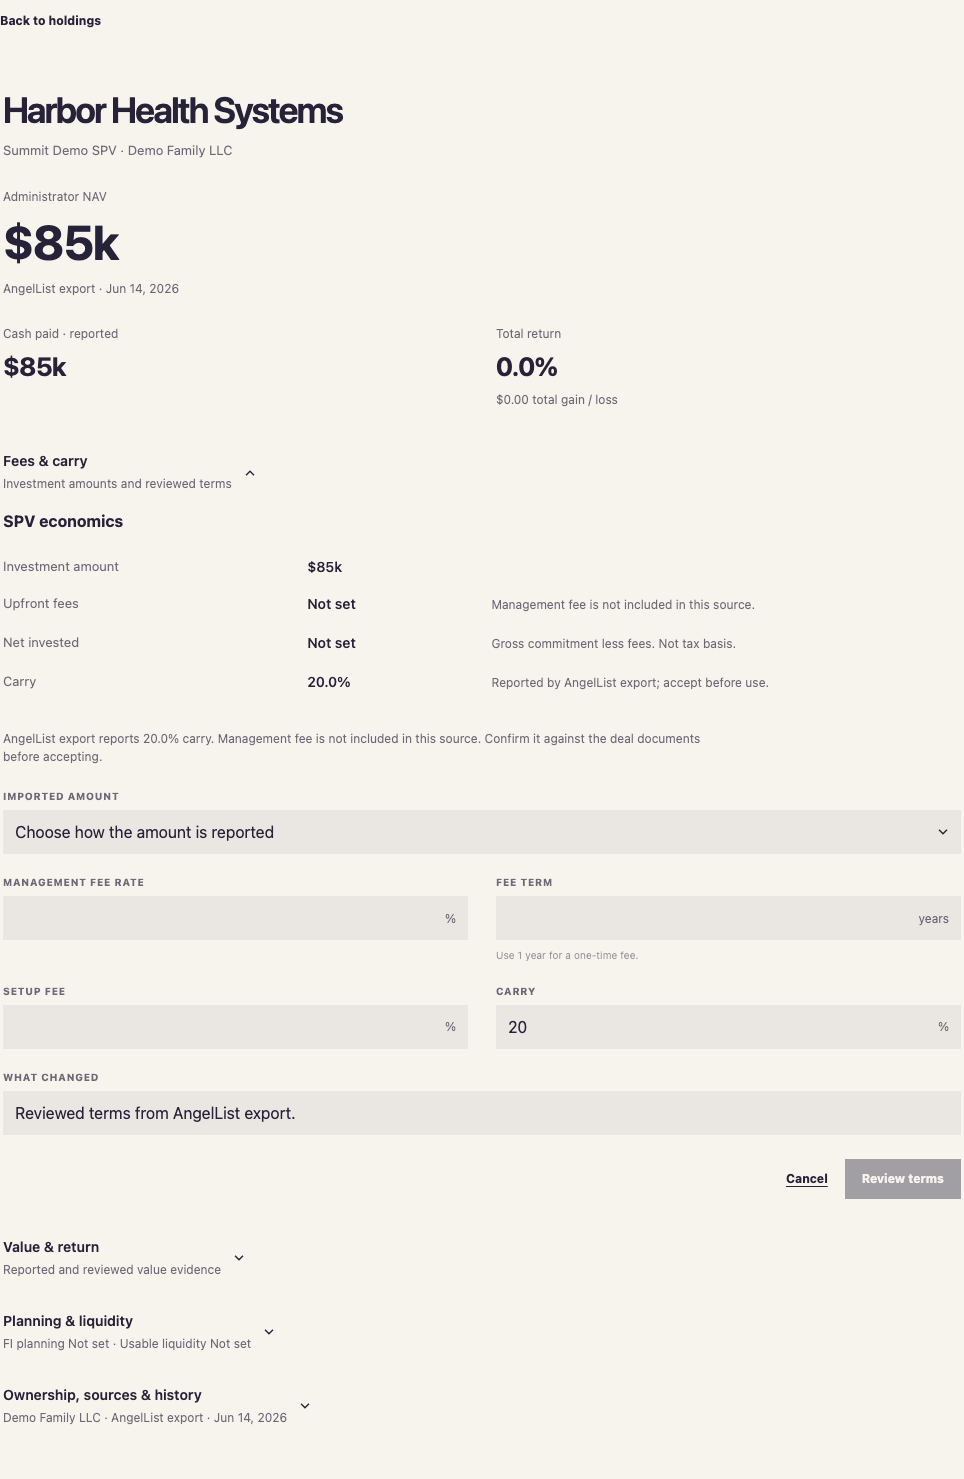 Back to holdings
Harbor Health Systems
Summit Demo SPV · Demo Family LLC
Administrator NAV
$85k
AngelList export · Jun 14, 2026
Cash paid · reported
$85k
Total return
0.0%
$0.00 total gain / loss
Fees & carry
Investment amounts and reviewed terms
SPV economics
Investment amount $85k
Upfront fees Not set Management fee is not included in this source.
Net invested Not set Gross commitment less fees. Not tax basis.
Carry 20.0% Reported by AngelList export; accept before use.
AngelList export reports 20.0% carry. Management fee is not included in this source. Confirm it against the deal documents
before accepting.
IMPORTED AMOUNT
Choose how the amount is reported
MANAGEMENT FEE RATE
%
FEE TERM
years
Use 1 year for a one-time fee.
SETUP FEE
%
CARRY
20 %
WHAT CHANGED
Reviewed terms from AngelList export.
Cancel Review terms
Value & return
Reported and reviewed value evidence
Planning & liquidity
FI planning Not set · Usable liquidity Not set
Ownership, sources & history
Demo Family LLC · AngelList export · Jun 14, 2026